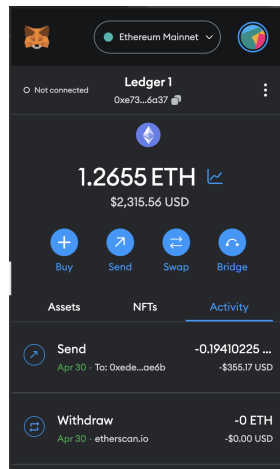 Ethereum Mainnet
Not connected
Ledger 1
0xe73...6a37
1.2655 ETH
$2,315.56 USD
Buy Send Swap Bridge
Assets NFTs Activity
Send -0.19410225 ...
Apr 30 · To: 0xede...ae6b -$355.17 USD
Withdraw -0 ETH
Apr 30 · etherscan.io -$0.00 USD